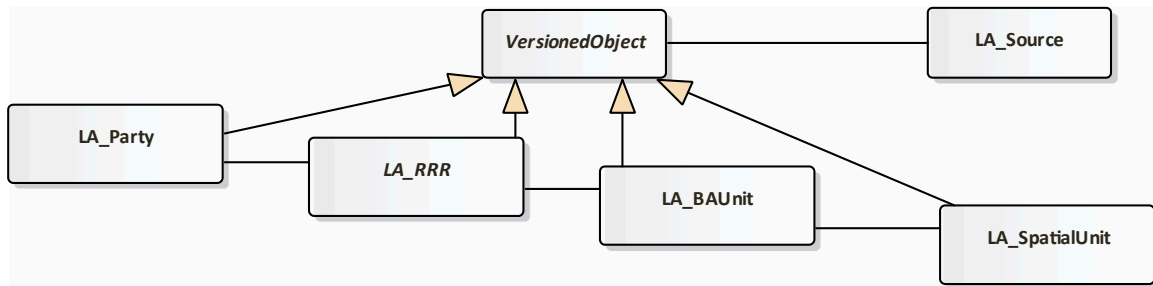 VersionedObject
LA_Source
LA_Party
LA_RRR
LA_BAUnit
LA_SpatialUnit